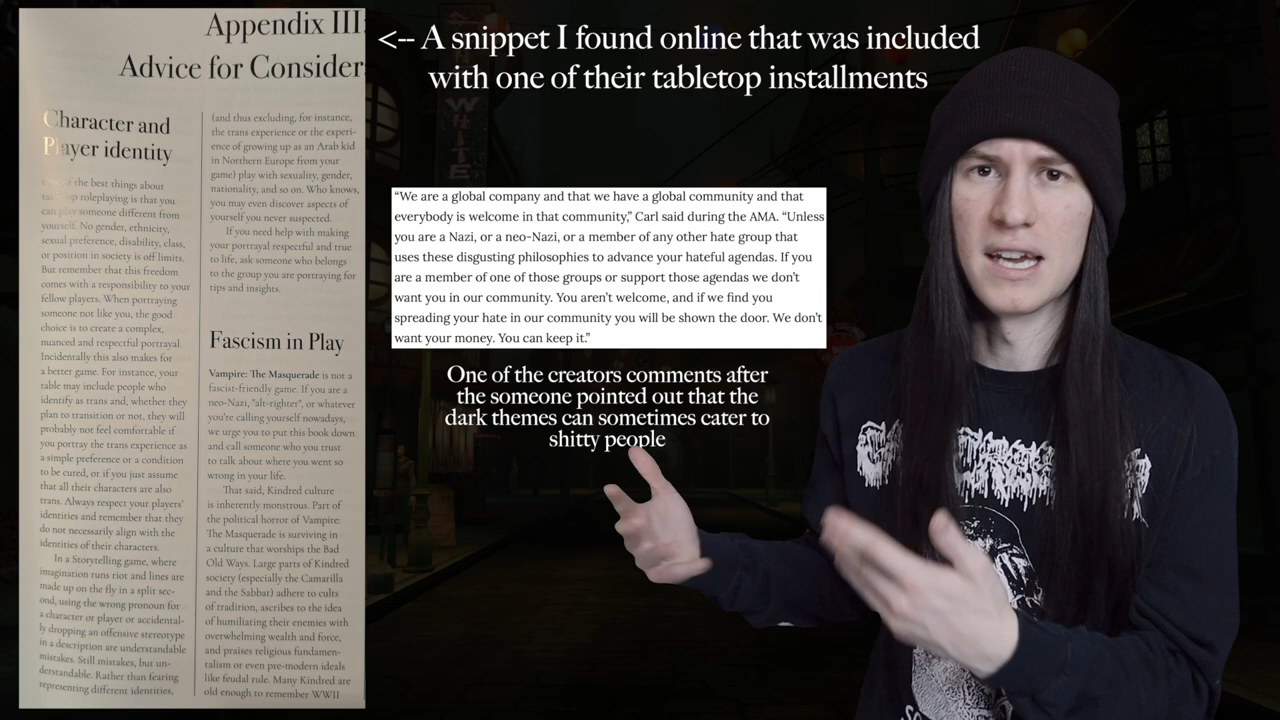 Appendix III:
Advice for Consider
Character and
Player identity
of the best things about
roleplaying is that you
can play someone different from
yourself. No gender, ethnicity,
sexual preference, disability, class,
or position in society is off limits.
But remember that this freedom
comes with a responsibility to your
fellow players. When portraying
someone not like you, the good
choice is to create a complex,
nuanced and respectful portrayal.
Incidentally this also makes for
a better game. For instance, your
table may include people who
identify as trans and, whether they
plan to transition or not, they will
probably not feel comfortable if
you portray the trans experience as
a simple preference or a condition
to be cured, or if you just assume
that all their characters are also
trans. Always respect your players'
identities and remember that they
do not necessarily align with the
identities of their characters.
In a Storytelling game, where
imagination runs riot and lines are
made up on the fly in a split sec-
ond, using the wrong pronoun for
a character or player or accidental-
ly dropping an offensive stereotype
in a description are understandable
mistakes. Still mistakes, but un-
derstandable. Rather than fearing
representing different identities,
(and thus excluding, for instance,
the trans experience or the experi-
ence of growing up as an Arab kid
in Northern Europe from your
game) play with sexuality, gender,
nationality, and so on. Who knows,
you may even discover aspects of
yourself you never suspected.
If you need help with making
your portrayal respectful and true
to life, ask someone who belongs
to the group you are portraying for
tips and insights.
Fascism in Play
Vampire: The Masquerade is not a
fascist-friendly game. If you are a
neo-Nazi, "alt-righter", or whatever
you're calling yourself nowadays,
we urge you to put this book down
and call someone who you trust
to talk about where you went so
wrong in your life.
That said, Kindred culture
is inherently monstrous. Part of
the political horror of Vampire:
The Masquerade is surviving in
a culture that worships the Bad
Old Ways. Large parts of Kindred
society (especially the Camarilla
and the Sabbat) adhere to cults
of tradition, ascribes to the idea
of humiliating their enemies with
overwhelming wealth and force,
and praises religious fundamen-
talism or even pre-modern ideals
like feudal rule. Many Kindred are
old enough to remember WWII
<-- A snippet I found online that was included
with one of their tabletop installments
“We are a global company and that we have a global community and that
everybody is welcome in that community,” Carl said during the AMA. “Unless
you are a Nazi, or a neo-Nazi, or a member of any other hate group that
uses these disgusting philosophies to advance your hateful agendas. If you
are a member of one of those groups or support those agendas we don’t
want you in our community. You aren’t welcome, and if we find you
spreading your hate in our community you will be shown the door. We don’t
want your money. You can keep it.”
One of the creators comments after
the someone pointed out that the
dark themes can sometimes cater to
shitty people
WHITE